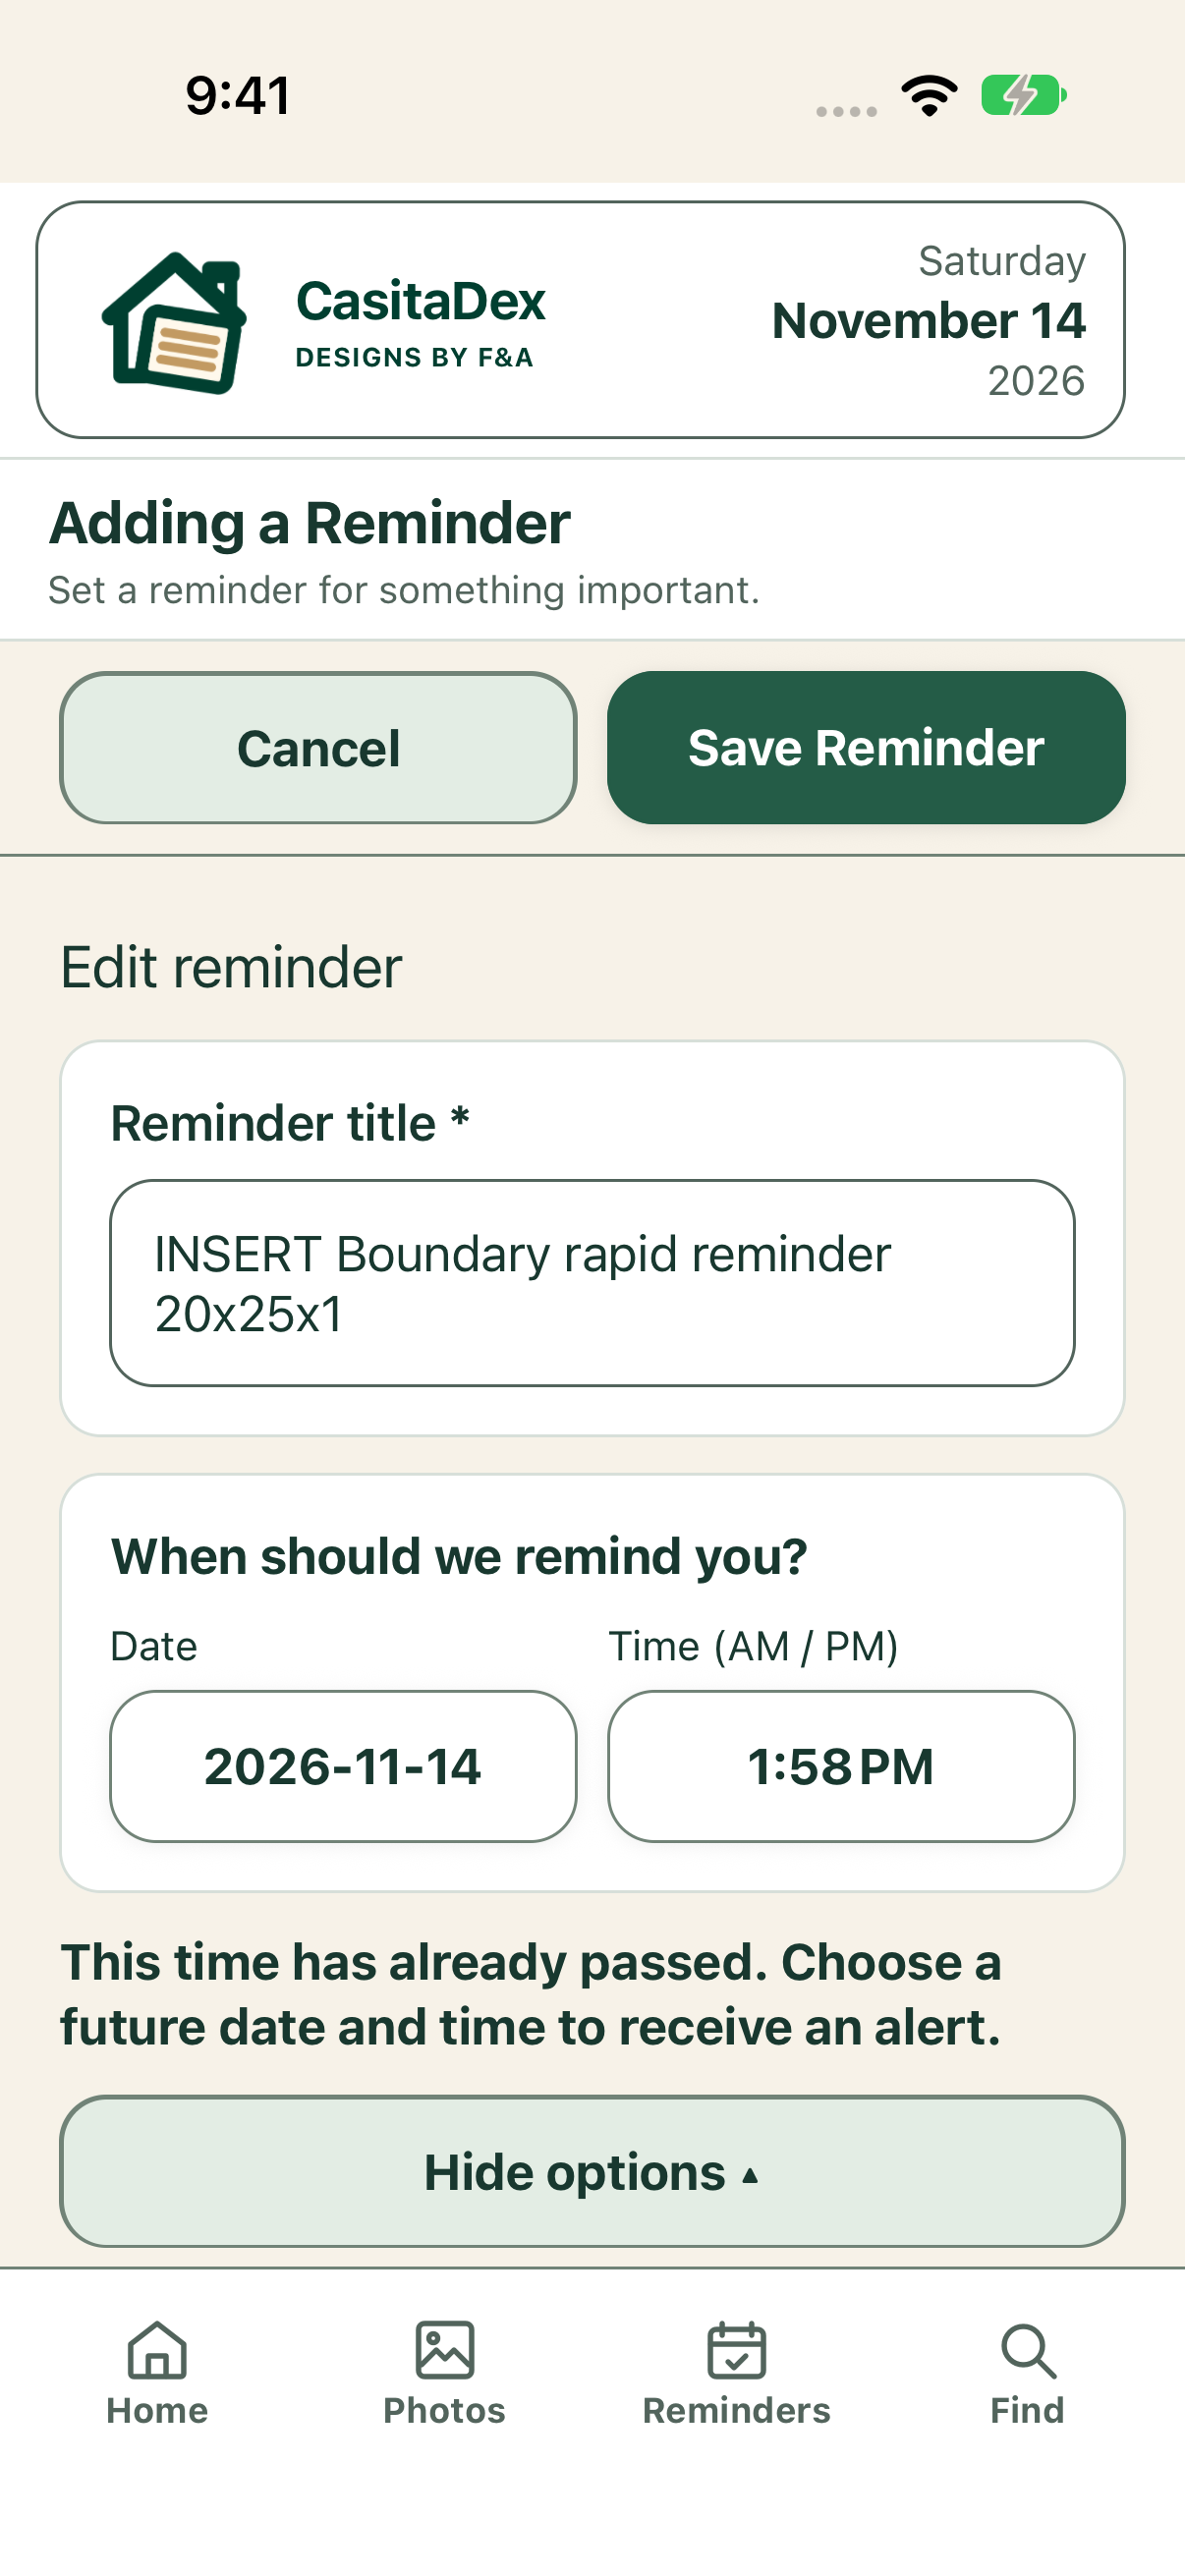 9:41
CasitaDex
DESIGNS BY F&A
Saturday
November 14
2026
Adding a Reminder
Set a reminder for something important.
Cancel
Save Reminder
Edit reminder
Reminder title *
INSERT Boundary rapid reminder
20x25x1
When should we remind you?
Date
Time (AM / PM)
2026-11-14
1:58 PM
This time has already passed. Choose a
future date and time to receive an alert.
Hide options ▲
Home
Photos
Reminders
Find